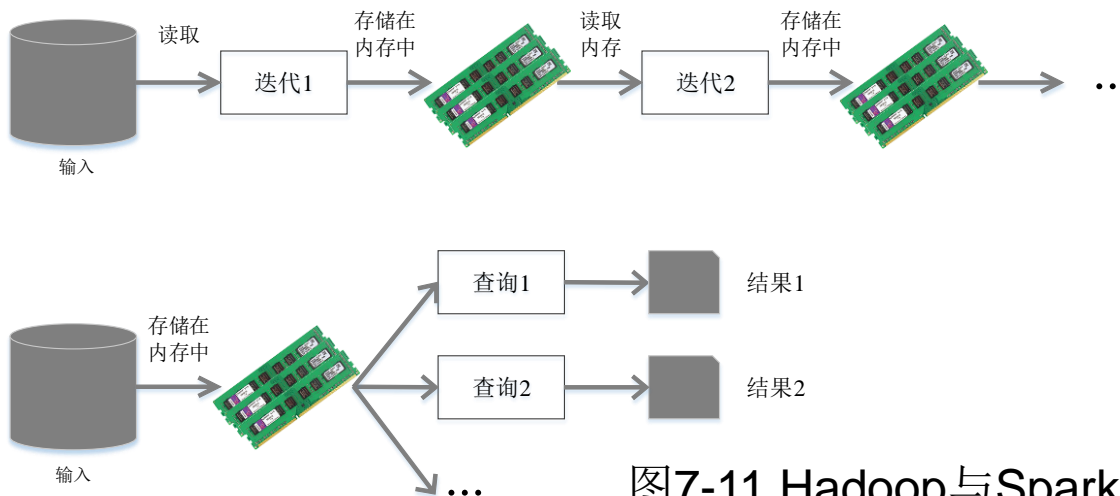 读取
迭代1
存储在
内存中
读取
内存
迭代2
存储在
内存中
...
输入
存储在
内存中
查询1
结果1
查询2
结果2
...
输入
图7-11 Hadoop与Spark